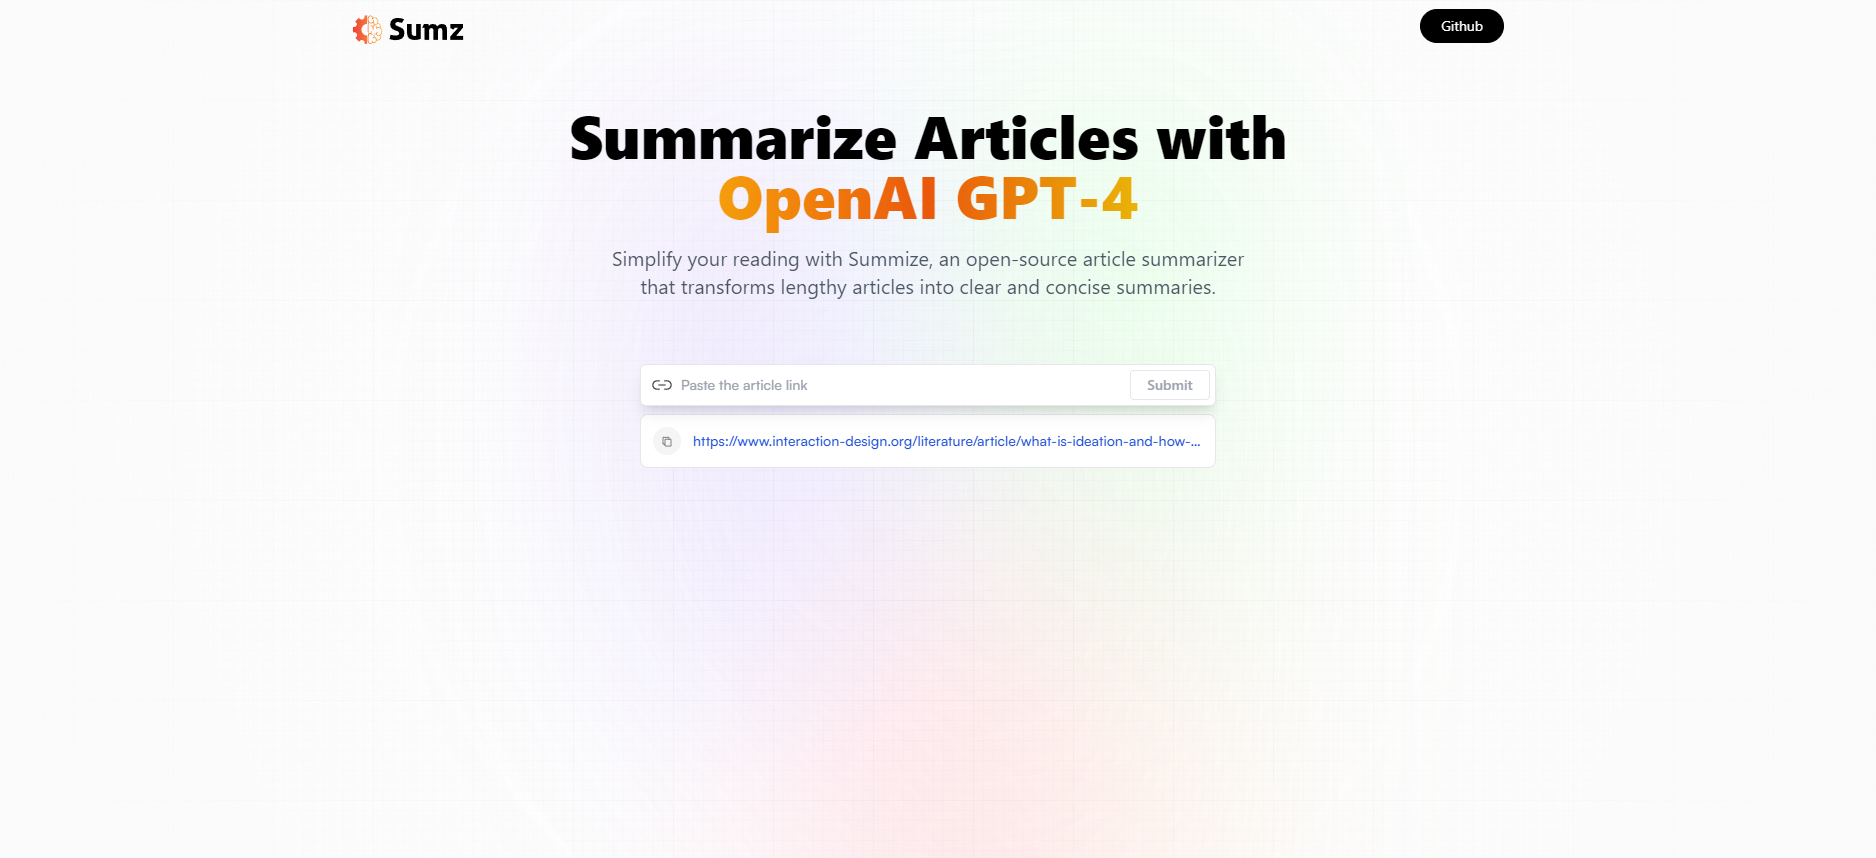 Sumz
Github
Summarize Articles with
OpenAI GPT-4
Simplify your reading with Summize, an open-source article summarizer
that transforms lengthy articles into clear and concise summaries.
Paste the article link
Submit
https://www.interaction-design.org/literature/article/what-is-ideation-and-how-...